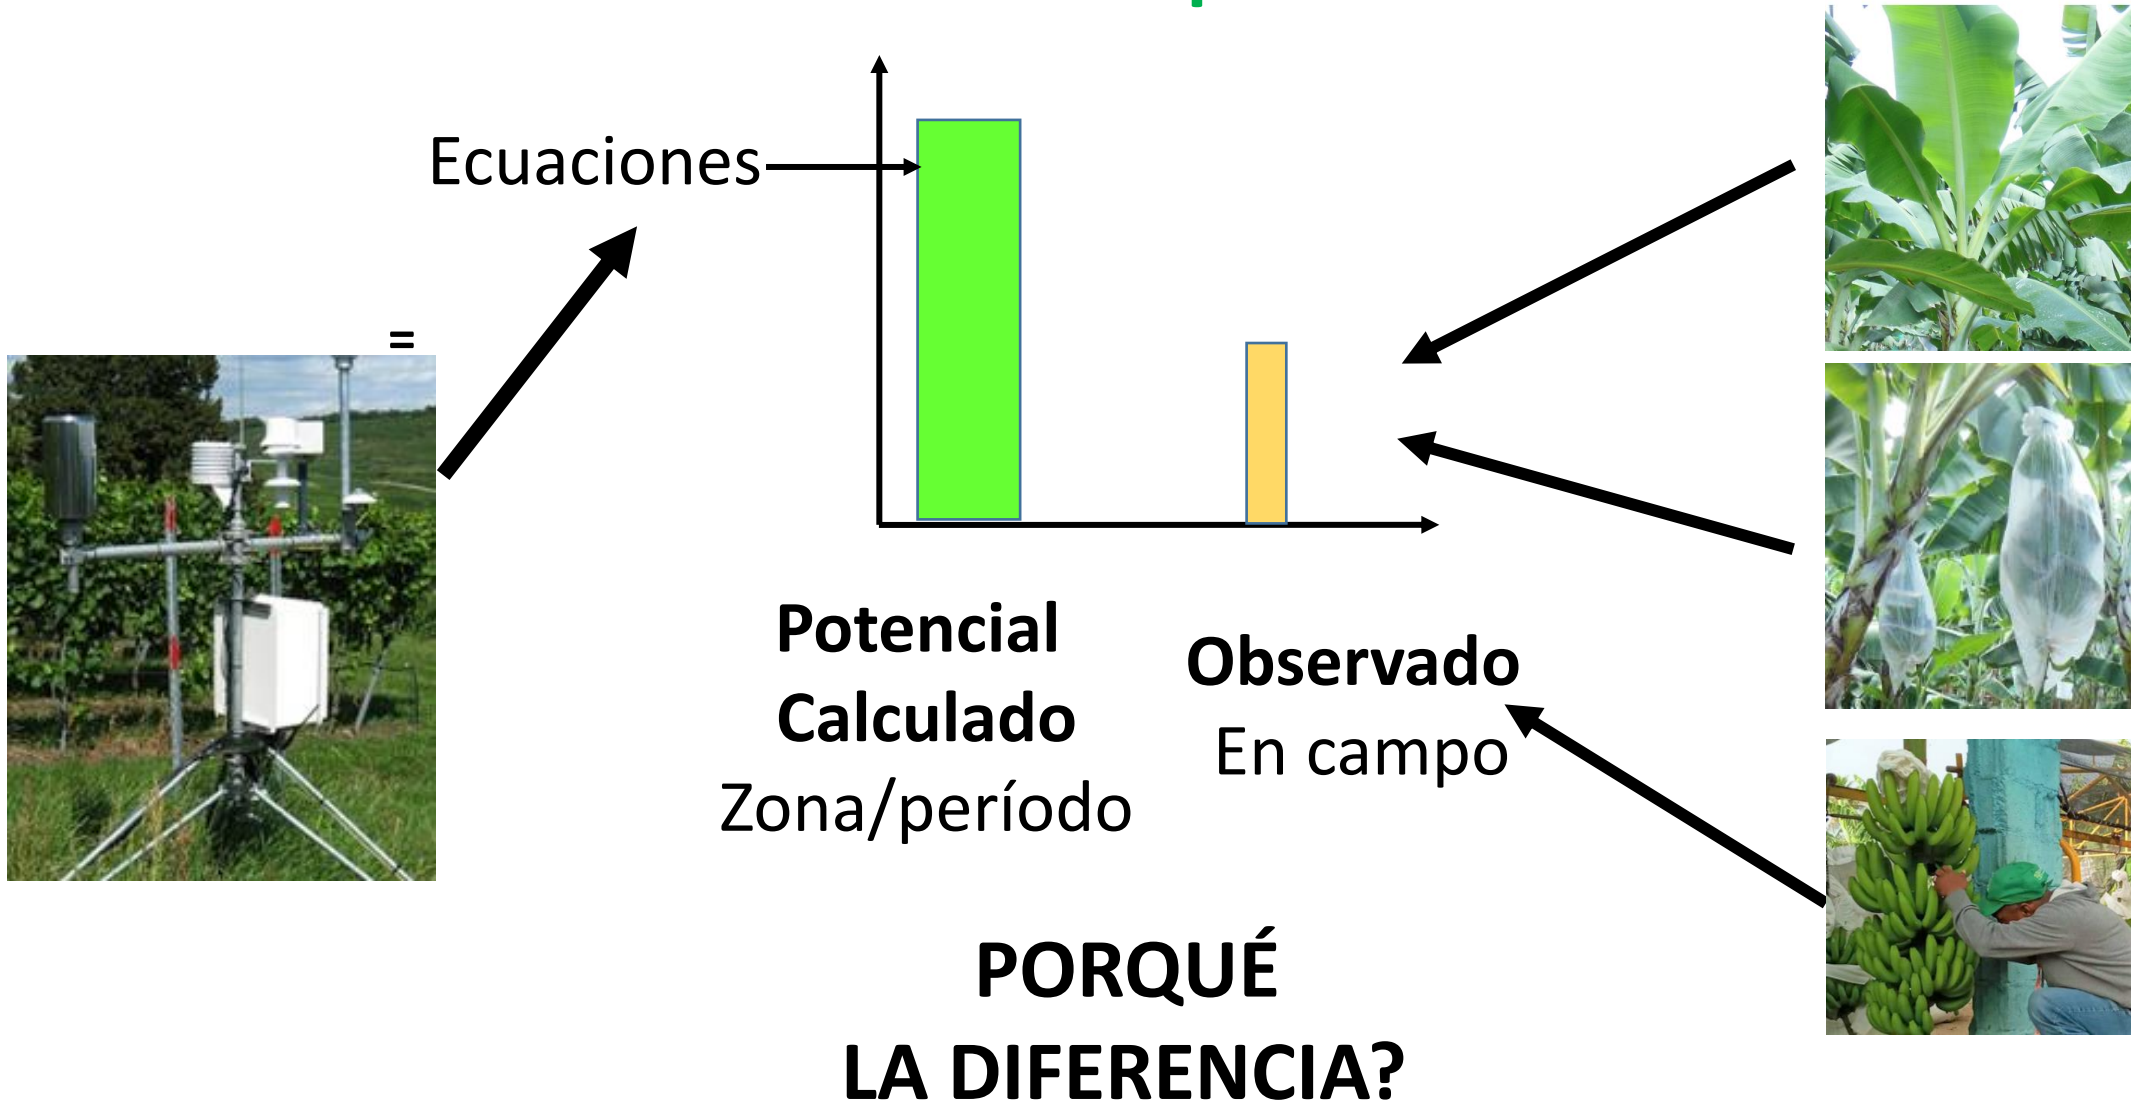 Ecuaciones
=
Potencial
Calculado
Zona/período
Observado
En campo
PORQUÉ
LA DIFERENCIA?